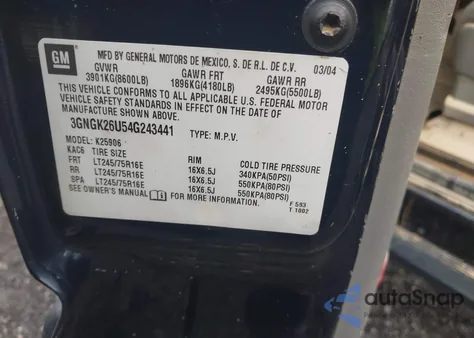 GM
MFD BY GENERAL MOTORS DE MEXICO, S. DE R.L. DE C.V.
03/04
GVWR GAWR FRT GAWR RR
3901KG(8600LB) 1896KG(4180LB) 2495KG(5500LB)
THIS VEHICLE CONFORMS TO ALL APPLICABLE U.S. FEDERAL MOTOR
VEHICLE SAFETY STANDARDS IN EFFECT ON THE DATE OF
MANUFACTURE SHOWN ABOVE.
3GNGK26U54G243441 TYPE: M.P.V.
MODEL: K25906
KAC6 TIRE SIZE RIM COLD TIRE PRESSURE
FRT LT245/75R16E 16X6.5J 340KPA(50PSI)
RR LT245/75R16E 16X6.5J 550KPA(80PSI)
SPA LT245/75R16E 16X6.5J 550KPA(80PSI)
SEE OWNER'S MANUAL FOR MORE INFORMATION.
F 593
T 1002
autoSnap